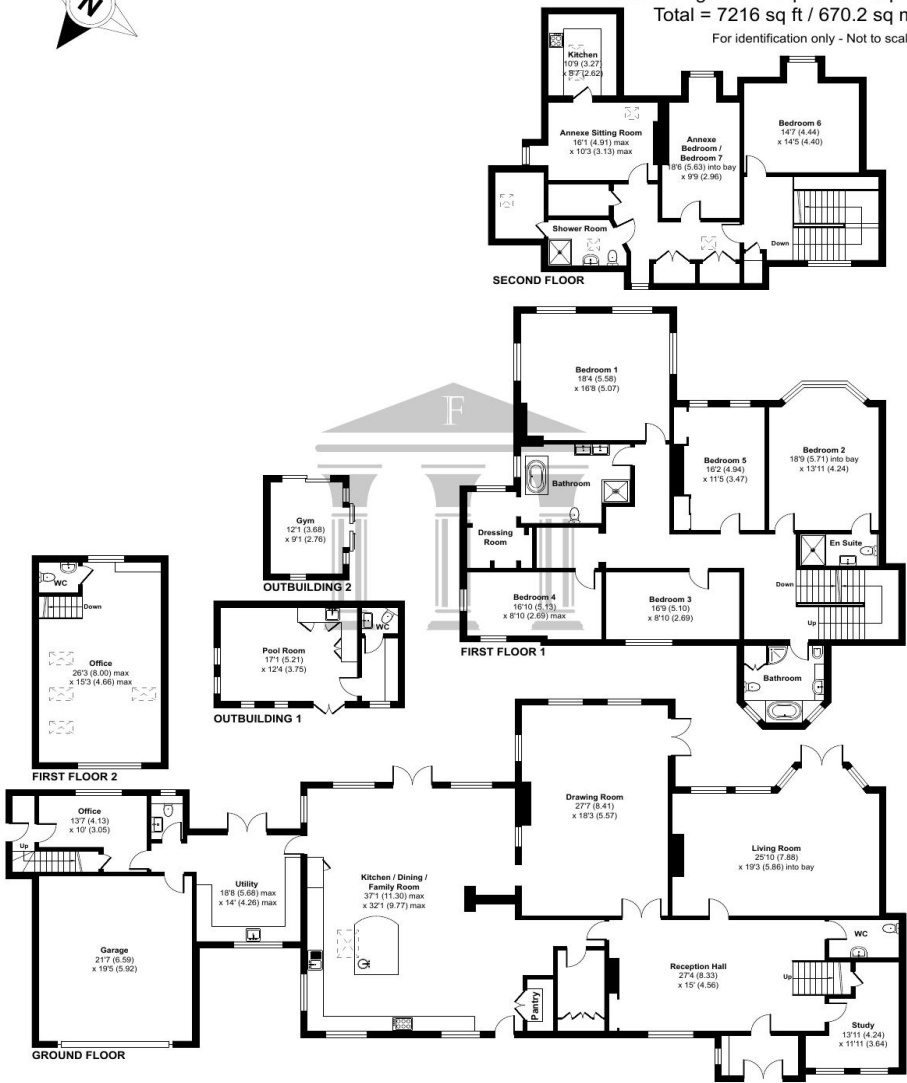 N
Total = 7216 sq ft / 670.2 sq m
For identification only - Not to scal
Kitchen
10'9 (3.27)
x 8'7 (2.62)
Annexe Sitting Room
16'1 (4.91) max
x 10'3 (3.13) max
Annexe
Bedroom /
Bedroom 7
18'6 (5.63) into bay
x 9'9 (2.96)
Bedroom 6
14'7 (4.44)
x 14'5 (4.40)
Shower Room
Down
SECOND FLOOR
Bedroom 1
18'4 (5.58)
x 16'8 (5.07)
F
Bedroom 5
16'2 (4.94)
x 11'5 (3.47)
Bedroom 2
18'9 (5.71) into bay
x 13'11 (4.24)
Bathroom
Dressing
Room
En Suite
Down
Up
Bedroom 4
16'10 (5.13)
x 8'10 (2.69) max
Bedroom 3
16'9 (5.10)
x 8'10 (2.69)
Bathroom
FIRST FLOOR 1
Gym
12'1 (3.68)
x 9'1 (2.76)
OUTBUILDING 2
WC
Down
Office
26'3 (8.00) max
x 15'3 (4.66) max
FIRST FLOOR 2
Pool Room
17'1 (5.21)
x 12'4 (3.75)
WC
OUTBUILDING 1
Office
13'7 (4.13)
x 10' (3.05)
Up
Utility
18'8 (5.68) max
x 14' (4.26) max
Garage
21'7 (6.59)
x 19'5 (5.92)
Kitchen / Dining /
Family Room
37'1 (11.30) max
x 32'1 (9.77) max
Pantry
Drawing Room
27'7 (8.41)
x 18'3 (5.57)
Living Room
25'10 (7.88)
x 19'3 (5.86) into bay
WC
Reception Hall
27'4 (8.33)
x 15' (4.56)
Up
Study
13'11 (4.24)
x 11'11 (3.64)
GROUND FLOOR